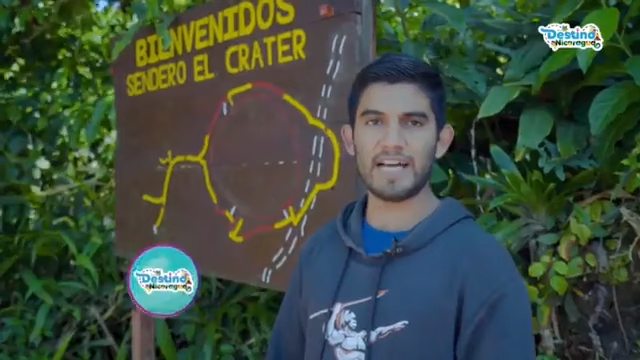 BIENVENIDOS
SENDERO EL CRATER
Destino
Nicaragua
Destino
Nicaragua